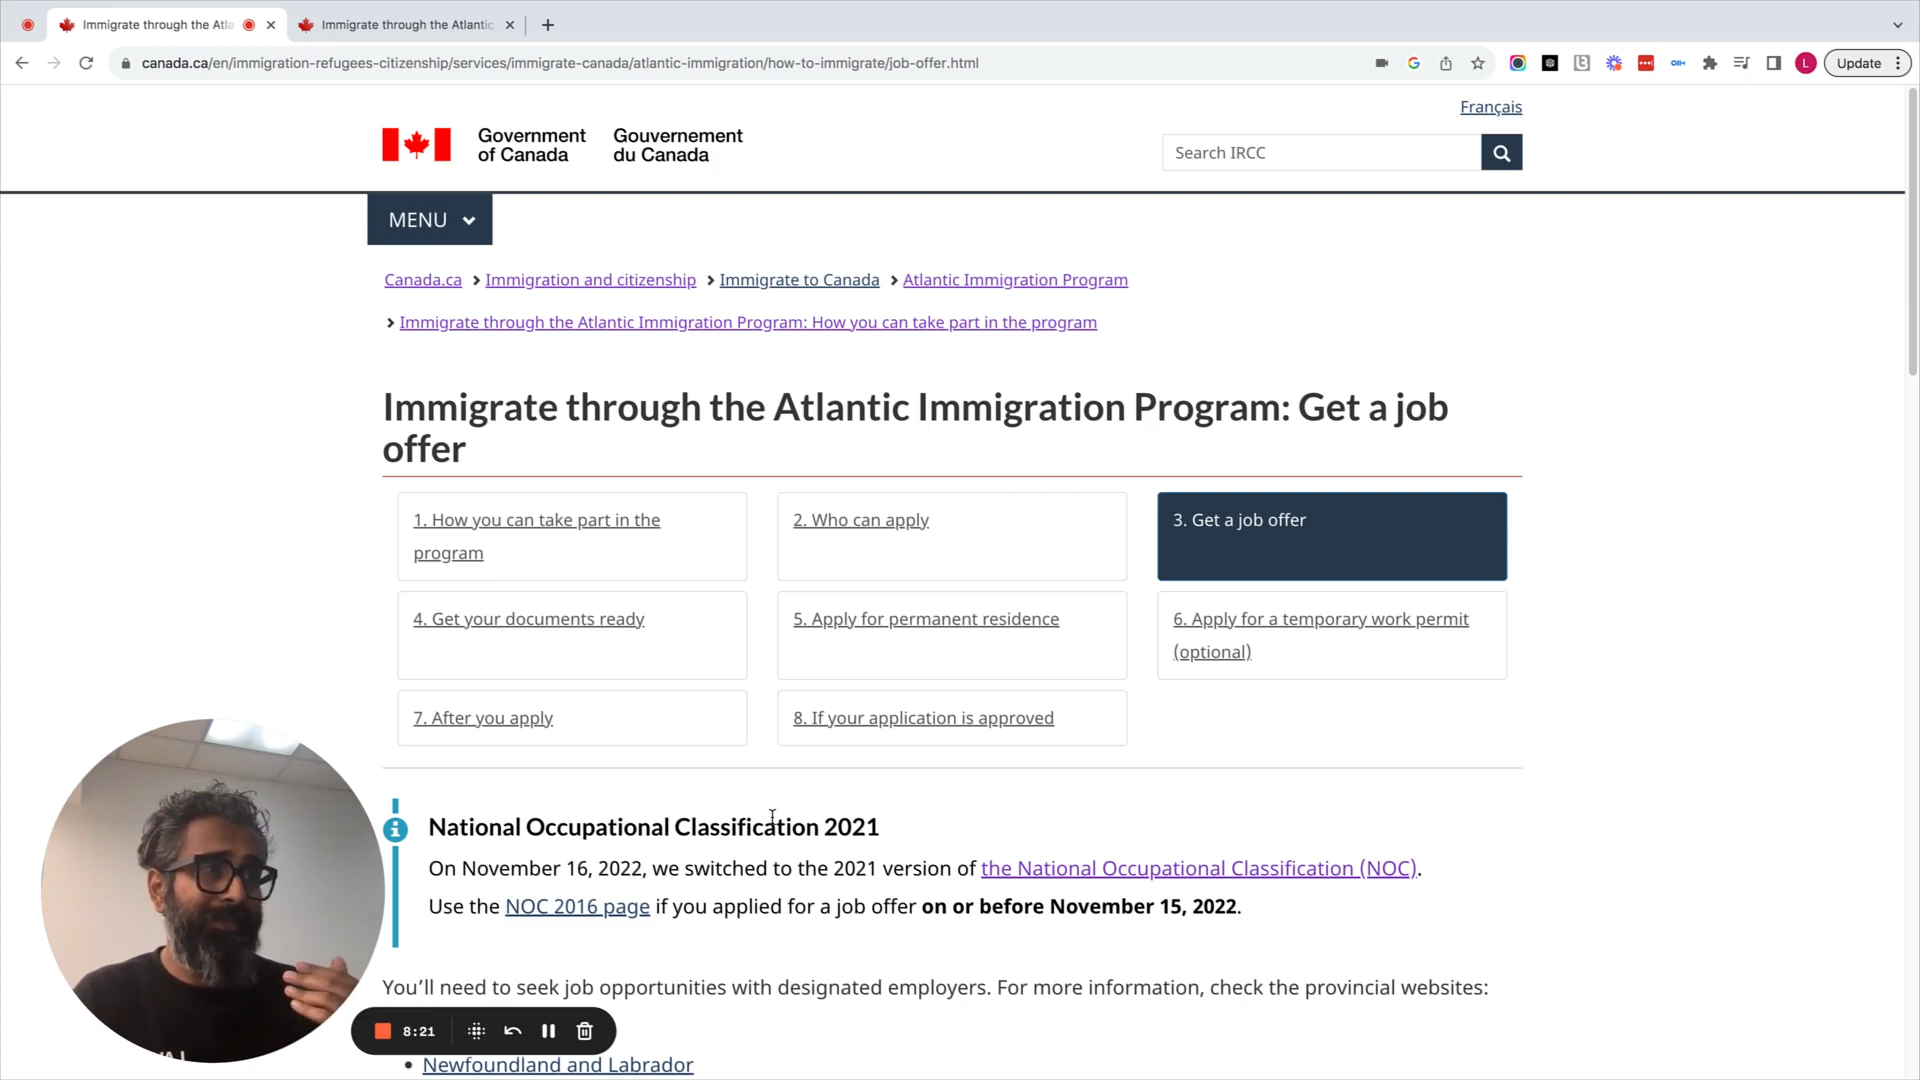 Immigrate through the Atla
Immigrate through the Atlantic
canada.ca/en/immigration-refugees-citizenship/services/immigrate-canada/atlantic-immigration/how-to-immigrate/job-offer.html
L
Update
Français
Government
of Canada
Gouvernement
du Canada
Search IRCC
MENU
Canada.ca > Immigration and citizenship > Immigrate to Canada > Atlantic Immigration Program
> Immigrate through the Atlantic Immigration Program: How you can take part in the program
Immigrate through the Atlantic Immigration Program: Get a job
offer
1. How you can take part in the
program
2. Who can apply
3. Get a job offer
4. Get your documents ready
5. Apply for permanent residence
6. Apply for a temporary work permit
(optional)
7. After you apply
8. If your application is approved
National Occupational Classification 2021
On November 16, 2022, we switched to the 2021 version of the National Occupational Classification (NOC).
Use the NOC 2016 page if you applied for a job offer on or before November 15, 2022.
You’ll need to seek job opportunities with designated employers. For more information, check the provincial websites:
8:21
• Newfoundland and Labrador